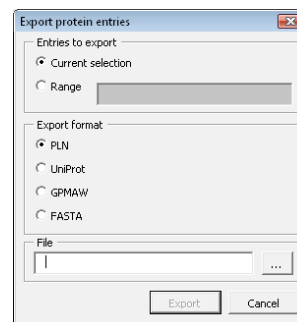 Export protein entries
Entries to export
Current selection
Range
Export format
PLN
UniProt
GPMAW
FASTA
File
...
Export
Cancel